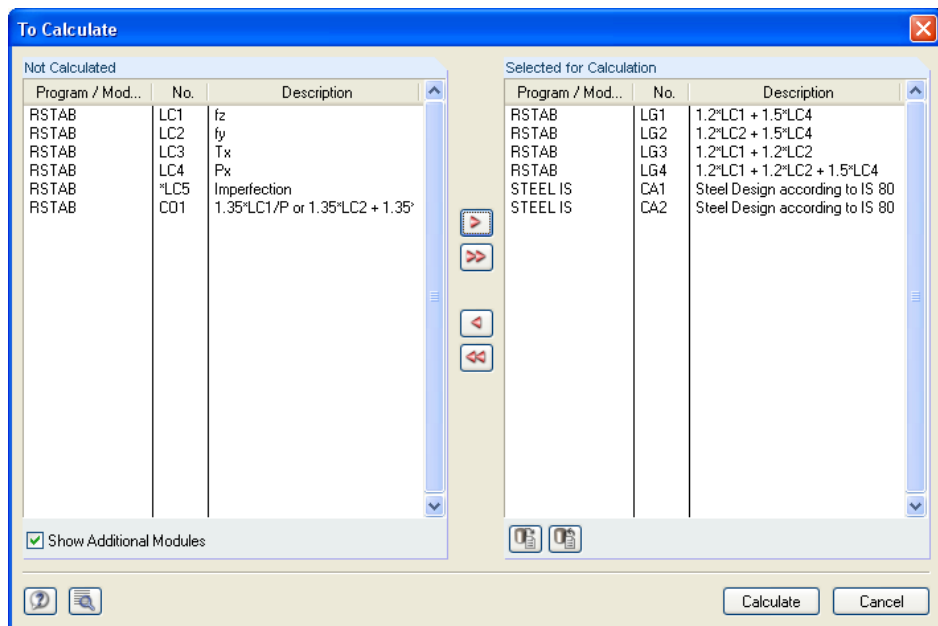 To Calculate
Not Calculated
Program / Mod... No. Description
RSTAB LC1 fz
RSTAB LC2 fy
RSTAB LC3 Tx
RSTAB LC4 Px
RSTAB *LC5 Imperfection
RSTAB CO1 1.35*LC1/P or 1.35*LC2 + 1.35*
Show Additional Modules
Selected for Calculation
Program / Mod... No. Description
RSTAB LG1 1.2*LC1 + 1.5*LC4
RSTAB LG2 1.2*LC2 + 1.5*LC4
RSTAB LG3 1.2*LC1 + 1.2*LC2
RSTAB LG4 1.2*LC1 + 1.2*LC2 + 1.5*LC4
STEEL IS CA1 Steel Design according to IS 80
STEEL IS CA2 Steel Design according to IS 80
Calculate Cancel